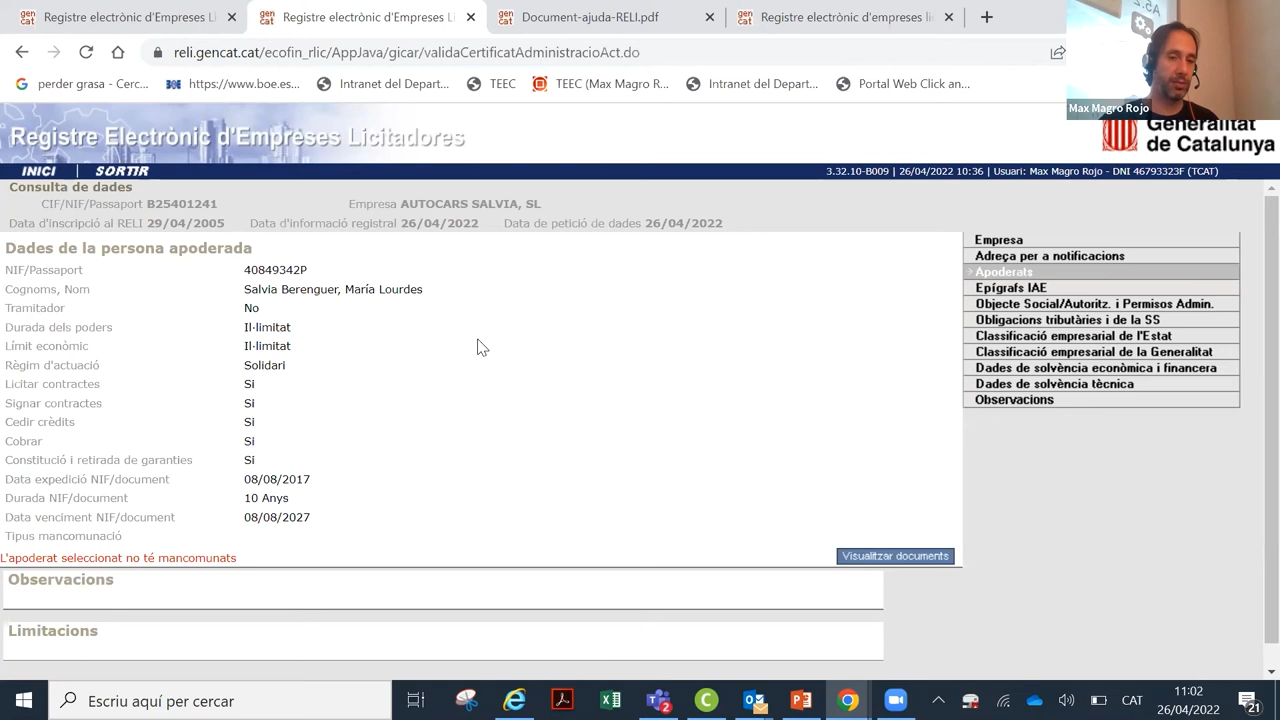 Registre electrònic d'Empreses Li
Registre electrònic d'Empreses Li
Document-ajuda-RELI.pdf
Registre electrònic d'empreses lic
reli.gencat.cat/ecofin_rlic/AppJava/gicar/validaCertificatAdministracioAct.do
perder grasa - Cerc...
https://www.boe.es...
Intranet del Depart...
TEEC
TEEC (Max Magro R...
Intranet del Depart...
Portal Web Click an...
A5.2
Max Magro Rojo
Registre Electrònic d'Empreses Licitadores
Generalitat
de Catalunya
INICI | SORTIR
3.32.10-B009 | 26/04/2022 10:36 | Usuari: Max Magro Rojo - DNI 46793323F (TCAT)
Consulta de dades
CIF/NIF/Passaport B25401241 Empresa AUTOCARS SALVIA, SL
Data d'inscripció al RELI 29/04/2005 Data d'informació registral 26/04/2022 Data de petició de dades 26/04/2022
Dades de la persona apoderada
NIF/Passaport 40849342P
Cognoms, Nom Salvia Berenguer, María Lourdes
Tramitador No
Durada dels poders Il·limitat
Límit econòmic Il·limitat
Règim d'actuació Solidari
Licitar contractes Si
Signar contractes Si
Cedir crèdits Si
Cobrar Si
Constitució i retirada de garanties Si
Data expedició NIF/document 08/08/2017
Durada NIF/document 10 Anys
Data venciment NIF/document 08/08/2027
Tipus mancomunació
L'apoderat seleccionat no té mancomunats
Visualitzar documents
Observacions
Limitacions
Empresa
Adreça per a notificacions
Apoderats
Epígrafs IAE
Objecte Social/Autoritz. i Permisos Admin.
Obligacions tributàries i de la SS
Classificació empresarial de l'Estat
Classificació empresarial de la Generalitat
Dades de solvència econòmica i financera
Dades de solvència tècnica
Observacions
Escriu aquí per cercar
CAT
11:02
26/04/2022
21